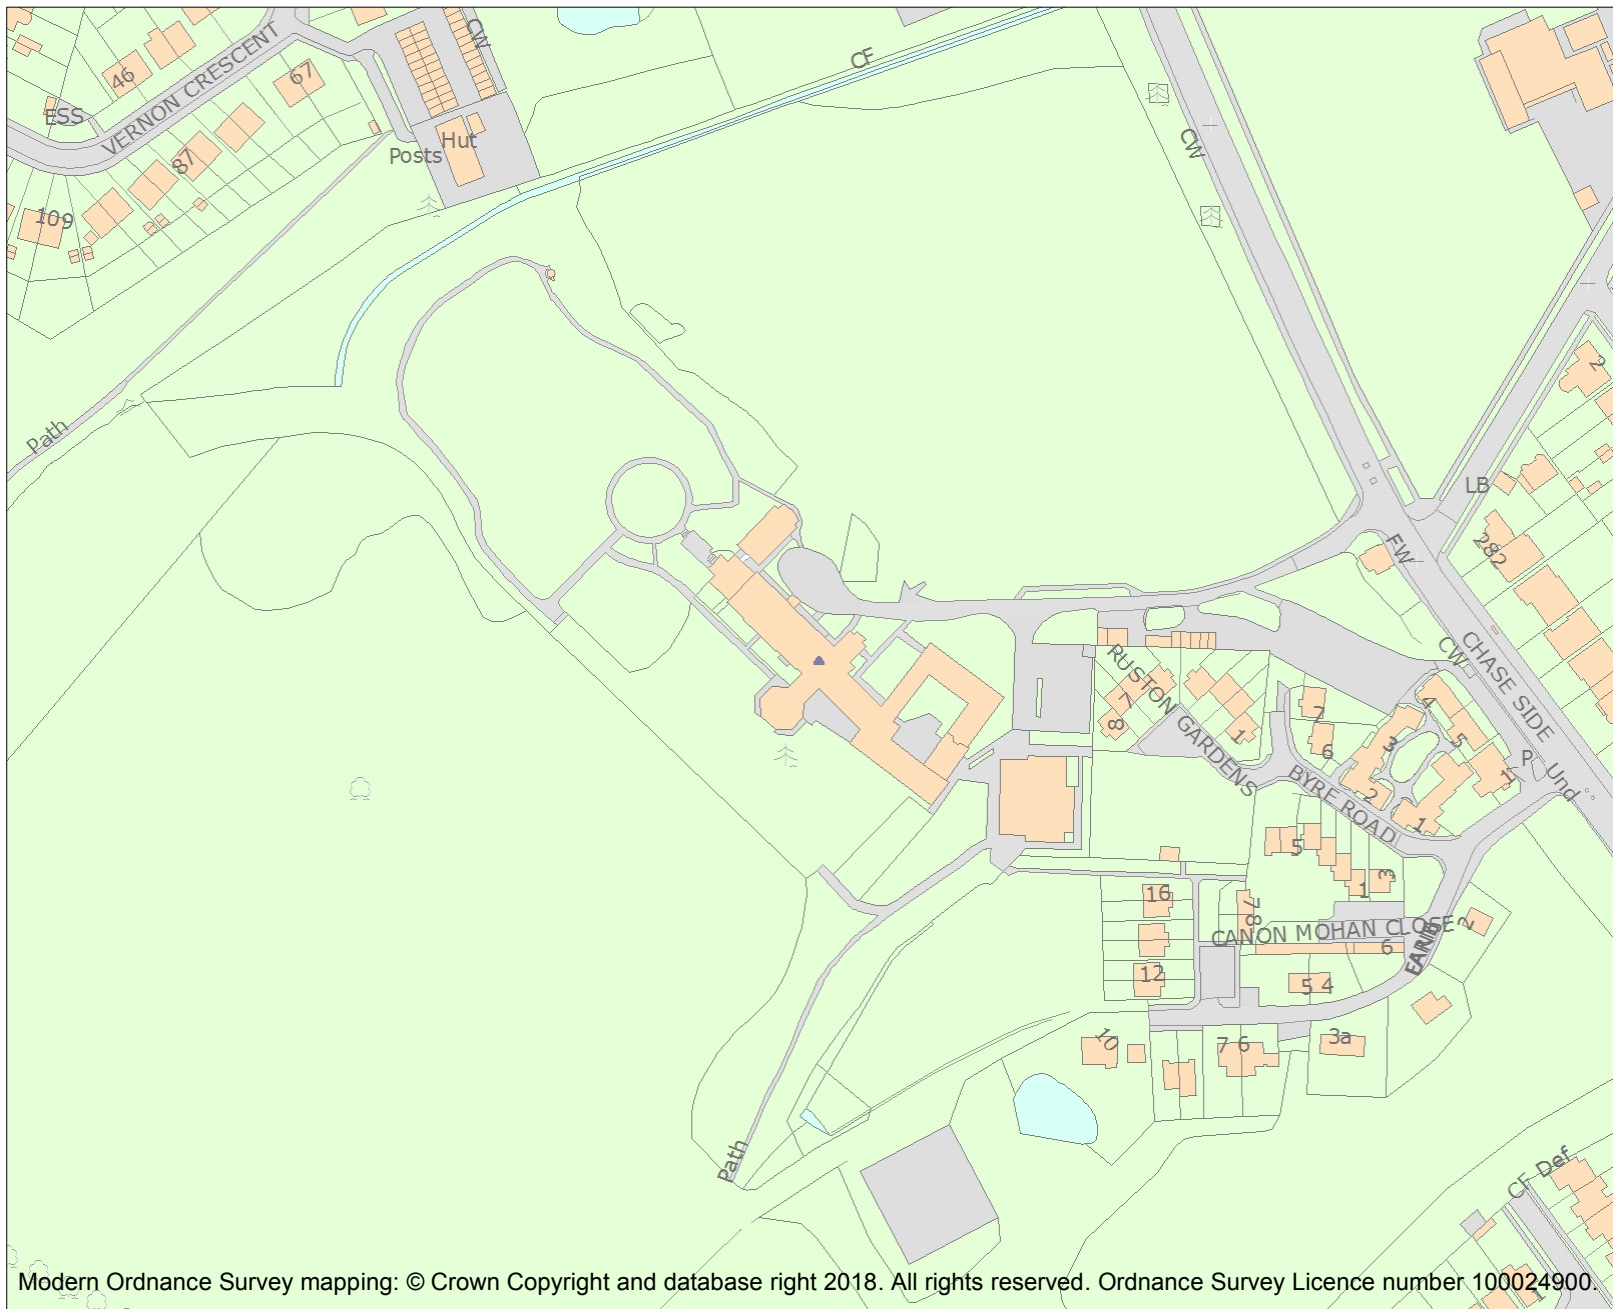 CW
46
VERNON CRESCENT
67
CF
ESS
Posts
Hut
87
CW
109
2
Path
LB
FW
282
CW
CHASE SIDE
RUSTON GARDENS
7
8
1
7
6
4
3
5
P
Und
BYRE ROAD
2
1
5
1
3
16
7 8
CANON MOHAN CLOSE
2
6
12
5 4
10
7 6
3a
Path
CF
Def
1
Modern Ordnance Survey mapping: © Crown Copyright and database right 2018. All rights reserved. Ordnance Survey Licence number 100024900.